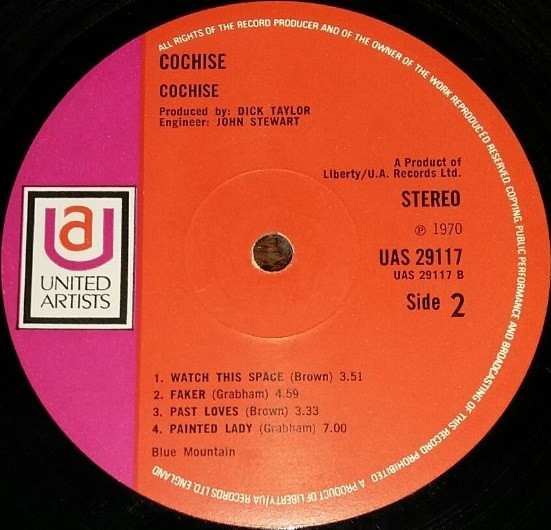 ALL RIGHTS OF THE RECORD PRODUCER AND OF THE OWNER OF THE WORK REPRODUCED RESERVED COPYING, PUBLIC PERFORMANCE AND BROADCASTING OF THIS RECORD PROHIBITED. A PRODUCT OF LIBERTY/UA RECORDS LTD. ENGLAND
COCHISE
COCHISE
Produced by: DICK TAYLOR
Engineer: JOHN STEWART
A Product of
Liberty/U.A. Records Ltd.
STEREO
℗ 1970
UAS 29117
UAS 29117 B
Side 2
ua
UNITED
ARTISTS
1. WATCH THIS SPACE (Brown) 3.51
2. FAKER (Grabham) 4.59
3. PAST LOVES (Brown) 3.33
4. PAINTED LADY (Grabham) 7.00
Blue Mountain